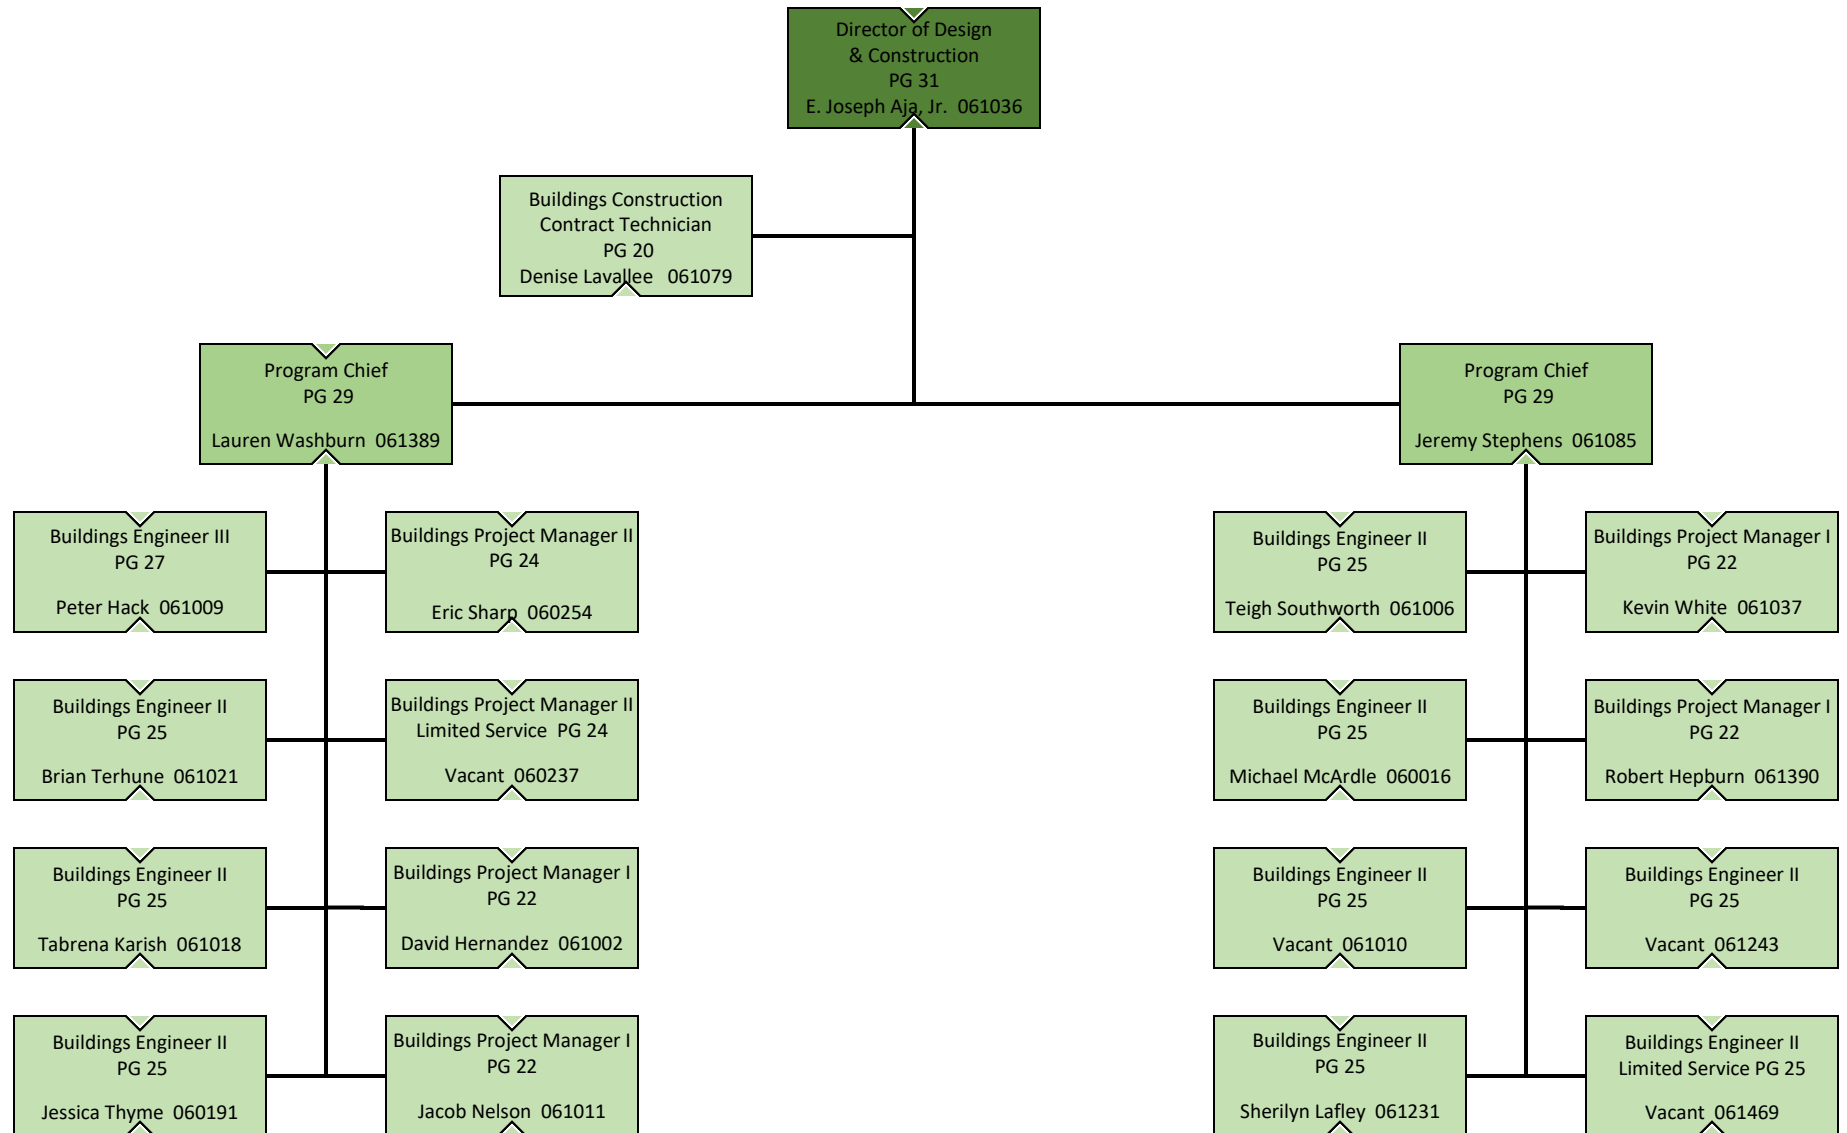 Director of Design
& Construction
PG 31
E. Joseph Aja, Jr.  061036
Buildings Construction
Contract Technician
PG 20
Denise Lavallee   061079
Program Chief
PG 29
Lauren Washburn  061389
Program Chief
PG 29
Jeremy Stephens  061085
Buildings Engineer III
PG 27
Peter Hack  061009
Buildings Project Manager II
PG 24
Eric Sharp  060254
Buildings Engineer II
PG 25
Teigh Southworth  061006
Buildings Project Manager I
PG 22
Kevin White  061037
Buildings Engineer II
PG 25
Brian Terhune  061021
Buildings Project Manager II
Limited Service  PG 24
Vacant  060237
Buildings Engineer II
PG 25
Michael McArdle  060016
Buildings Project Manager I
PG 22
Robert Hepburn  061390
Buildings Engineer II
PG 25
Tabrena Karish  061018
Buildings Project Manager I
PG 22
David Hernandez  061002
Buildings Engineer II
PG 25
Vacant  061010
Buildings Engineer II
PG 25
Vacant  061243
Buildings Engineer II
PG 25
Jessica Thyme  060191
Buildings Project Manager I
PG 22
Jacob Nelson  061011
Buildings Engineer II
PG 25
Sherilyn Lafley  061231
Buildings Engineer II
Limited Service PG 25
Vacant  061469